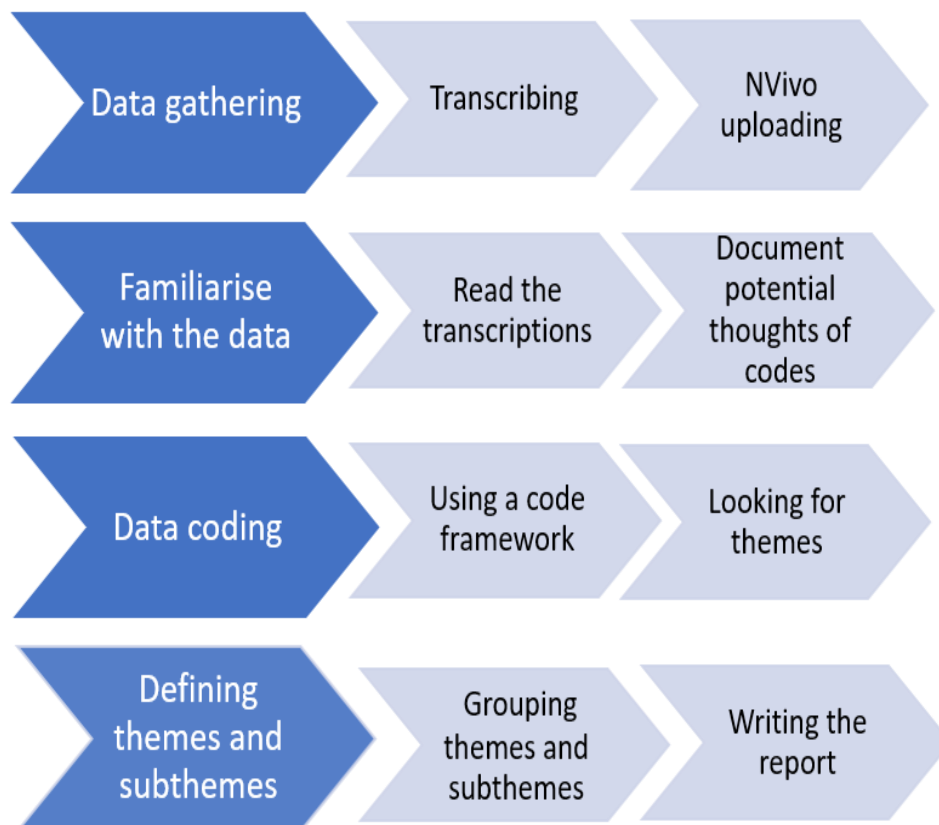 Data gathering
Transcribing
NVivo
uploading
Familiarise
with the data
Read the
transcriptions
Document
potential
thoughts of
codes
Data coding
Using a code
framework
Looking for
themes
Defining
themes and
subthemes
Grouping
themes and
subthemes
Writing the
report